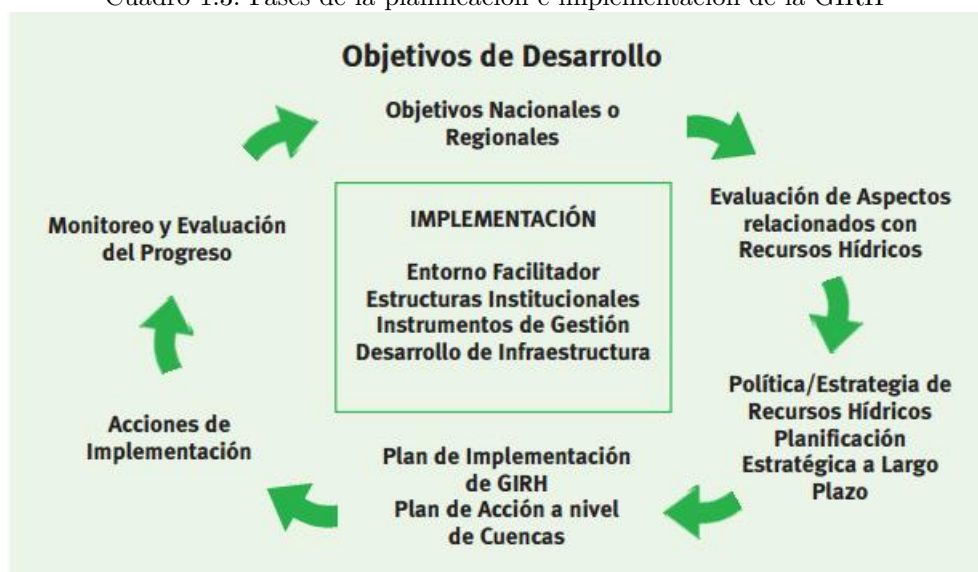 Cuadro 1.3: Fases de la planificación e implementación de la GIRH
Objetivos de Desarrollo
Objetivos Nacionales o
Regionales
Evaluación de Aspectos
relacionados con
Recursos Hídricos
Política/Estrategia de
Recursos Hídricos
Planificación
Estratégica a Largo
Plazo
Plan de Implementación
de GIRH
Plan de Acción a nivel
de Cuencas
Acciones de
Implementación
Monitoreo y Evaluación
del Progreso
IMPLEMENTACIÓN
Entorno Facilitador
Estructuras Institucionales
Instrumentos de Gestión
Desarrollo de Infraestructura